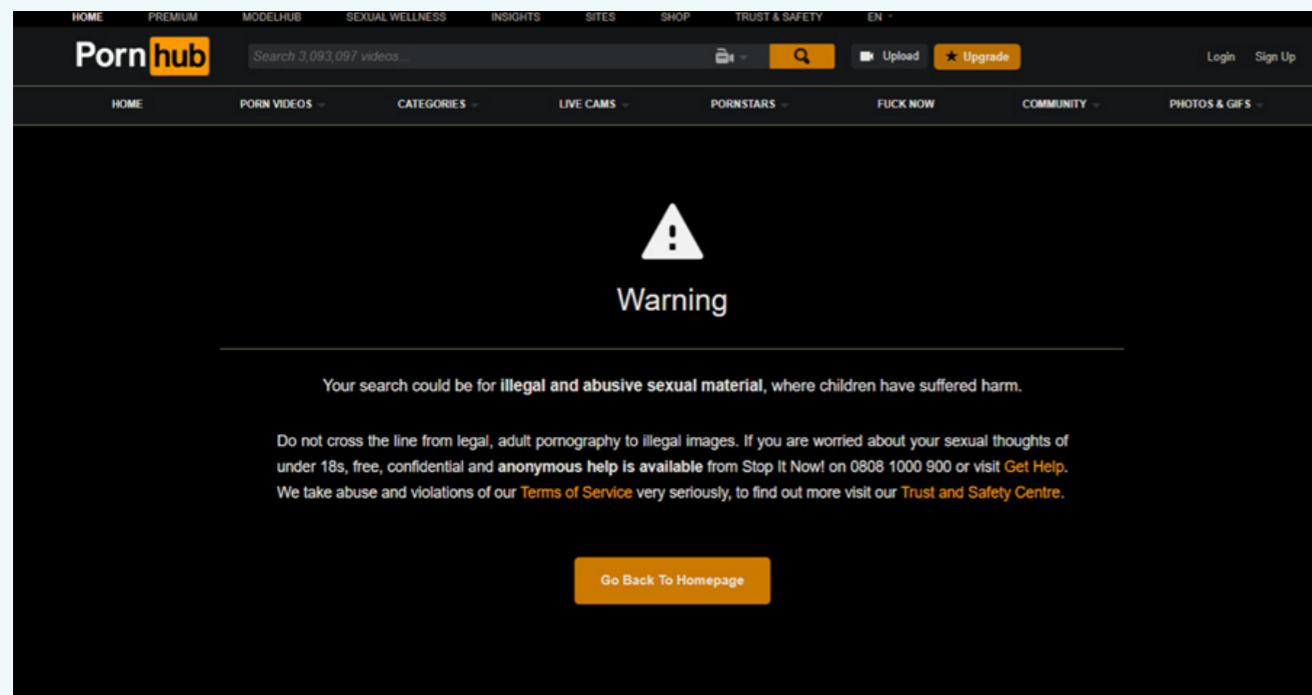 HOME PREMIUM MODELHUB SEXUAL WELLNESS INSIGHTS SITES SHOP TRUST & SAFETY EN
Porn hub Search 3,093,097 videos... Upload Upgrade Login Sign Up
HOME PORN VIDEOS CATEGORIES LIVE CAMS PORNSTARS FUCK NOW COMMUNITY PHOTOS & GIFS
Warning
Your search could be for illegal and abusive sexual material, where children have suffered harm.
Do not cross the line from legal, adult pornography to illegal images. If you are worried about your sexual thoughts of
under 18s, free, confidential and anonymous help is available from Stop It Now! on 0808 1000 900 or visit Get Help.
We take abuse and violations of our Terms of Service very seriously, to find out more visit our Trust and Safety Centre.
Go Back To Homepage